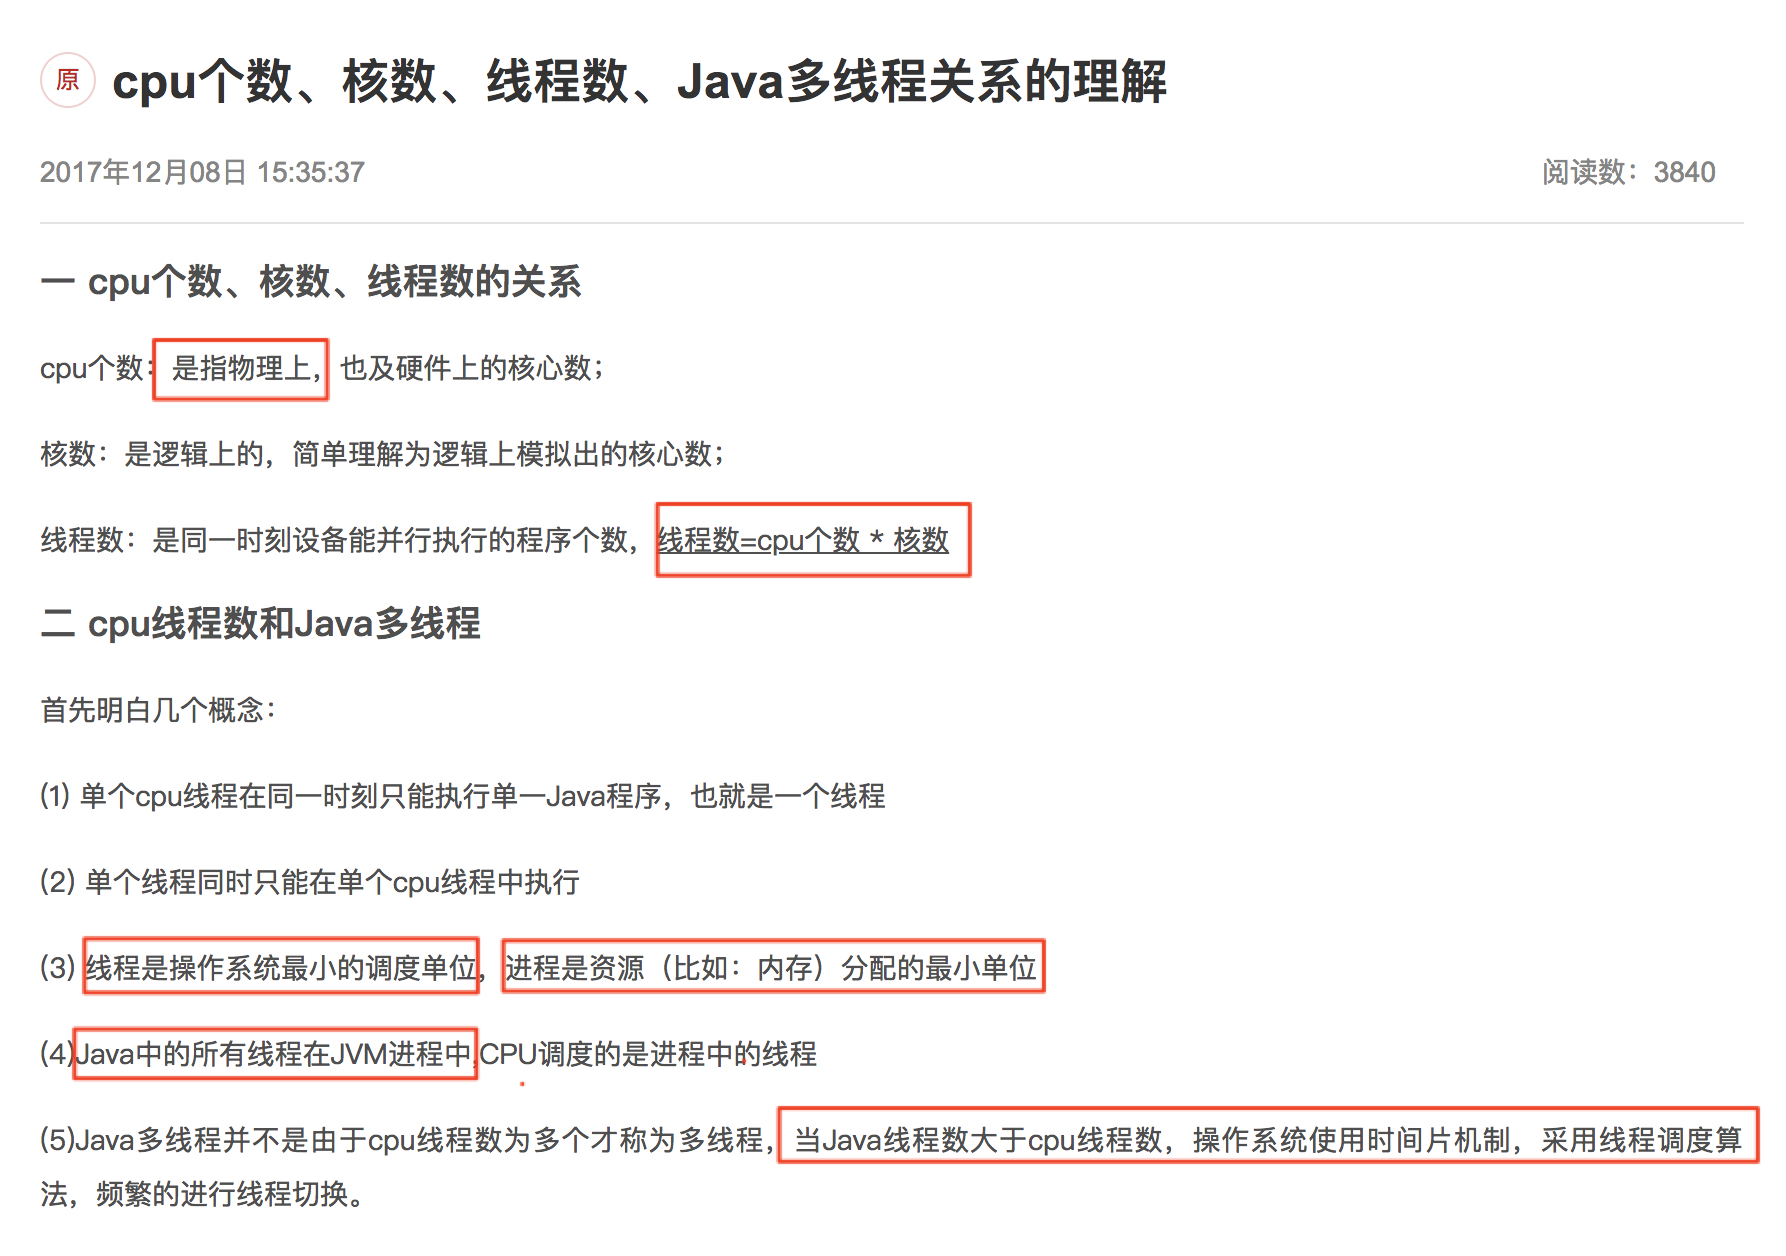 原 cpu个数、核数、线程数、Java多线程关系的理解
2017年12月08日 15:35:37 阅读数：3840
一 cpu个数、核数、线程数的关系
cpu个数：是指物理上，也及硬件上的核心数；
核数：是逻辑上的，简单理解为逻辑上模拟出的核心数；
线程数：是同一时刻设备能并行执行的程序个数，线程数=cpu个数 * 核数
二 cpu线程数和Java多线程
首先明白几个概念：
(1) 单个cpu线程在同一时刻只能执行单一Java程序，也就是一个线程
(2) 单个线程同时只能在单个cpu线程中执行
(3) 线程是操作系统最小的调度单位，进程是资源（比如：内存）分配的最小单位
(4)Java中的所有线程在JVM进程中,CPU调度的是进程中的线程
(5)Java多线程并不是由于cpu线程数为多个才称为多线程，当Java线程数大于cpu线程数，操作系统使用时间片机制，采用线程调度算
法，频繁的进行线程切换。